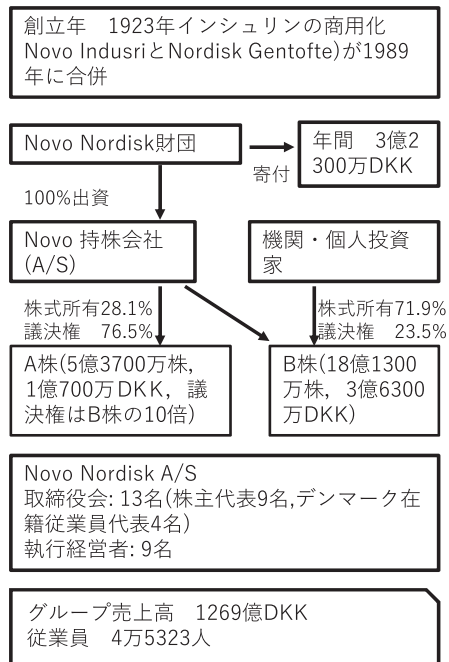 創立年　1923年インシュリンの商用化
Novo IndusriとNordisk Gentofte)が1989
年に合併
Novo Nordisk財団
寄付
年間　3億2
300万DKK
100%出資
Novo 持株会社
(A/S)
機関・個人投資
家
株式所有28.1%
議決権　76.5%
株式所有71.9%
議決権　23.5%
A株(5億3700万株,
1億700万DKK，議
決権はB株の10倍)
B株(18億1300
万株，3億6300
万DKK)
Novo Nordisk A/S
取締役会: 13名(株主代表9名,デンマーク在
籍従業員代表4名)
執行経営者: 9名
グループ売上高　1269億DKK
従業員　4万5323人